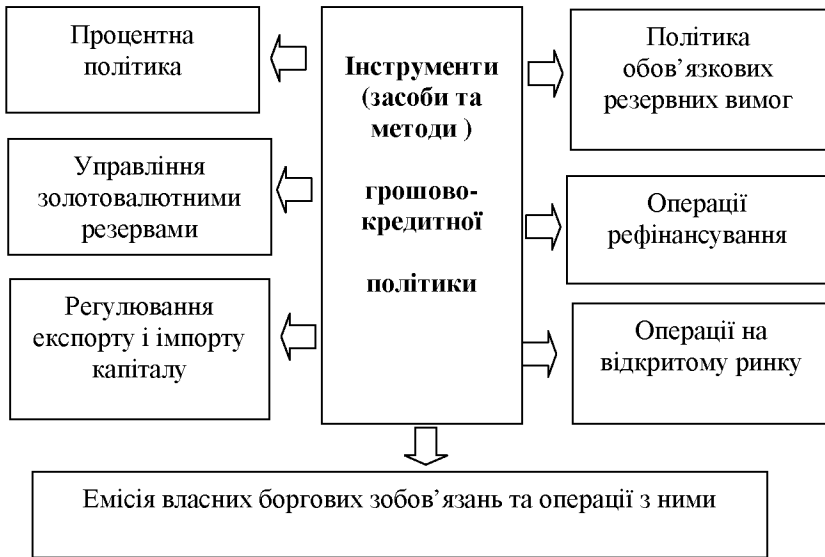 Процентна
політика
Управління
золотовалютними
резервами
Регулювання
експорту і імпорту
капіталу
Інструменти
(засоби та
методи )
грошово-
кредитної
політики
Політика
обов’язкових
резервних вимог
Операції
рефінансування
Операції на
відкритому ринку
Емісія власних боргових зобов’язань та операції з ними